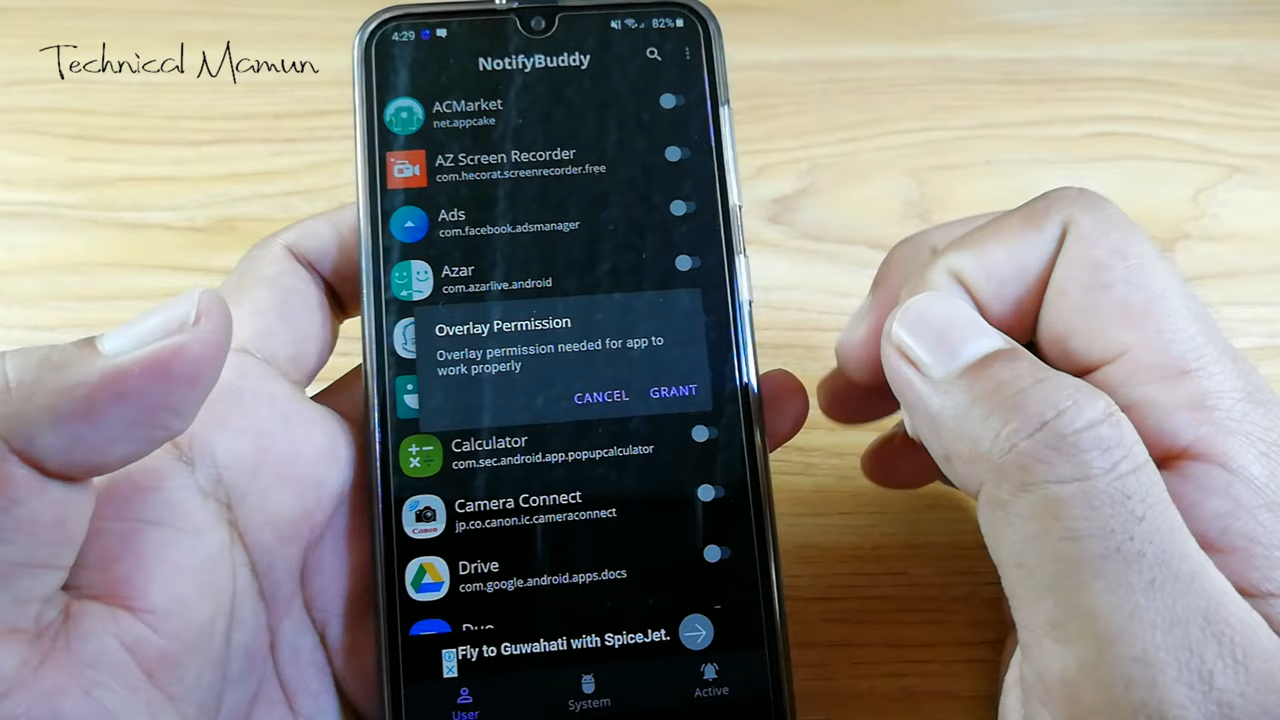 Technical Mamun
4:29
82%
NotifyBuddy
ACMarket
net.appcake
AZ Screen Recorder
com.hecorat.screenrecorder.free
Ads
com.facebook.adsmanager
Azar
com.azarlive.android
Overlay Permission
Overlay permission needed for app to
work properly
CANCEL GRANT
Calculator
com.sec.android.app.popupcalculator
Camera Connect
jp.co.canon.ic.cameraconnect
Canon
Drive
com.google.android.apps.docs
Duo
Fly to Guwahati with SpiceJet.
User
System
Active